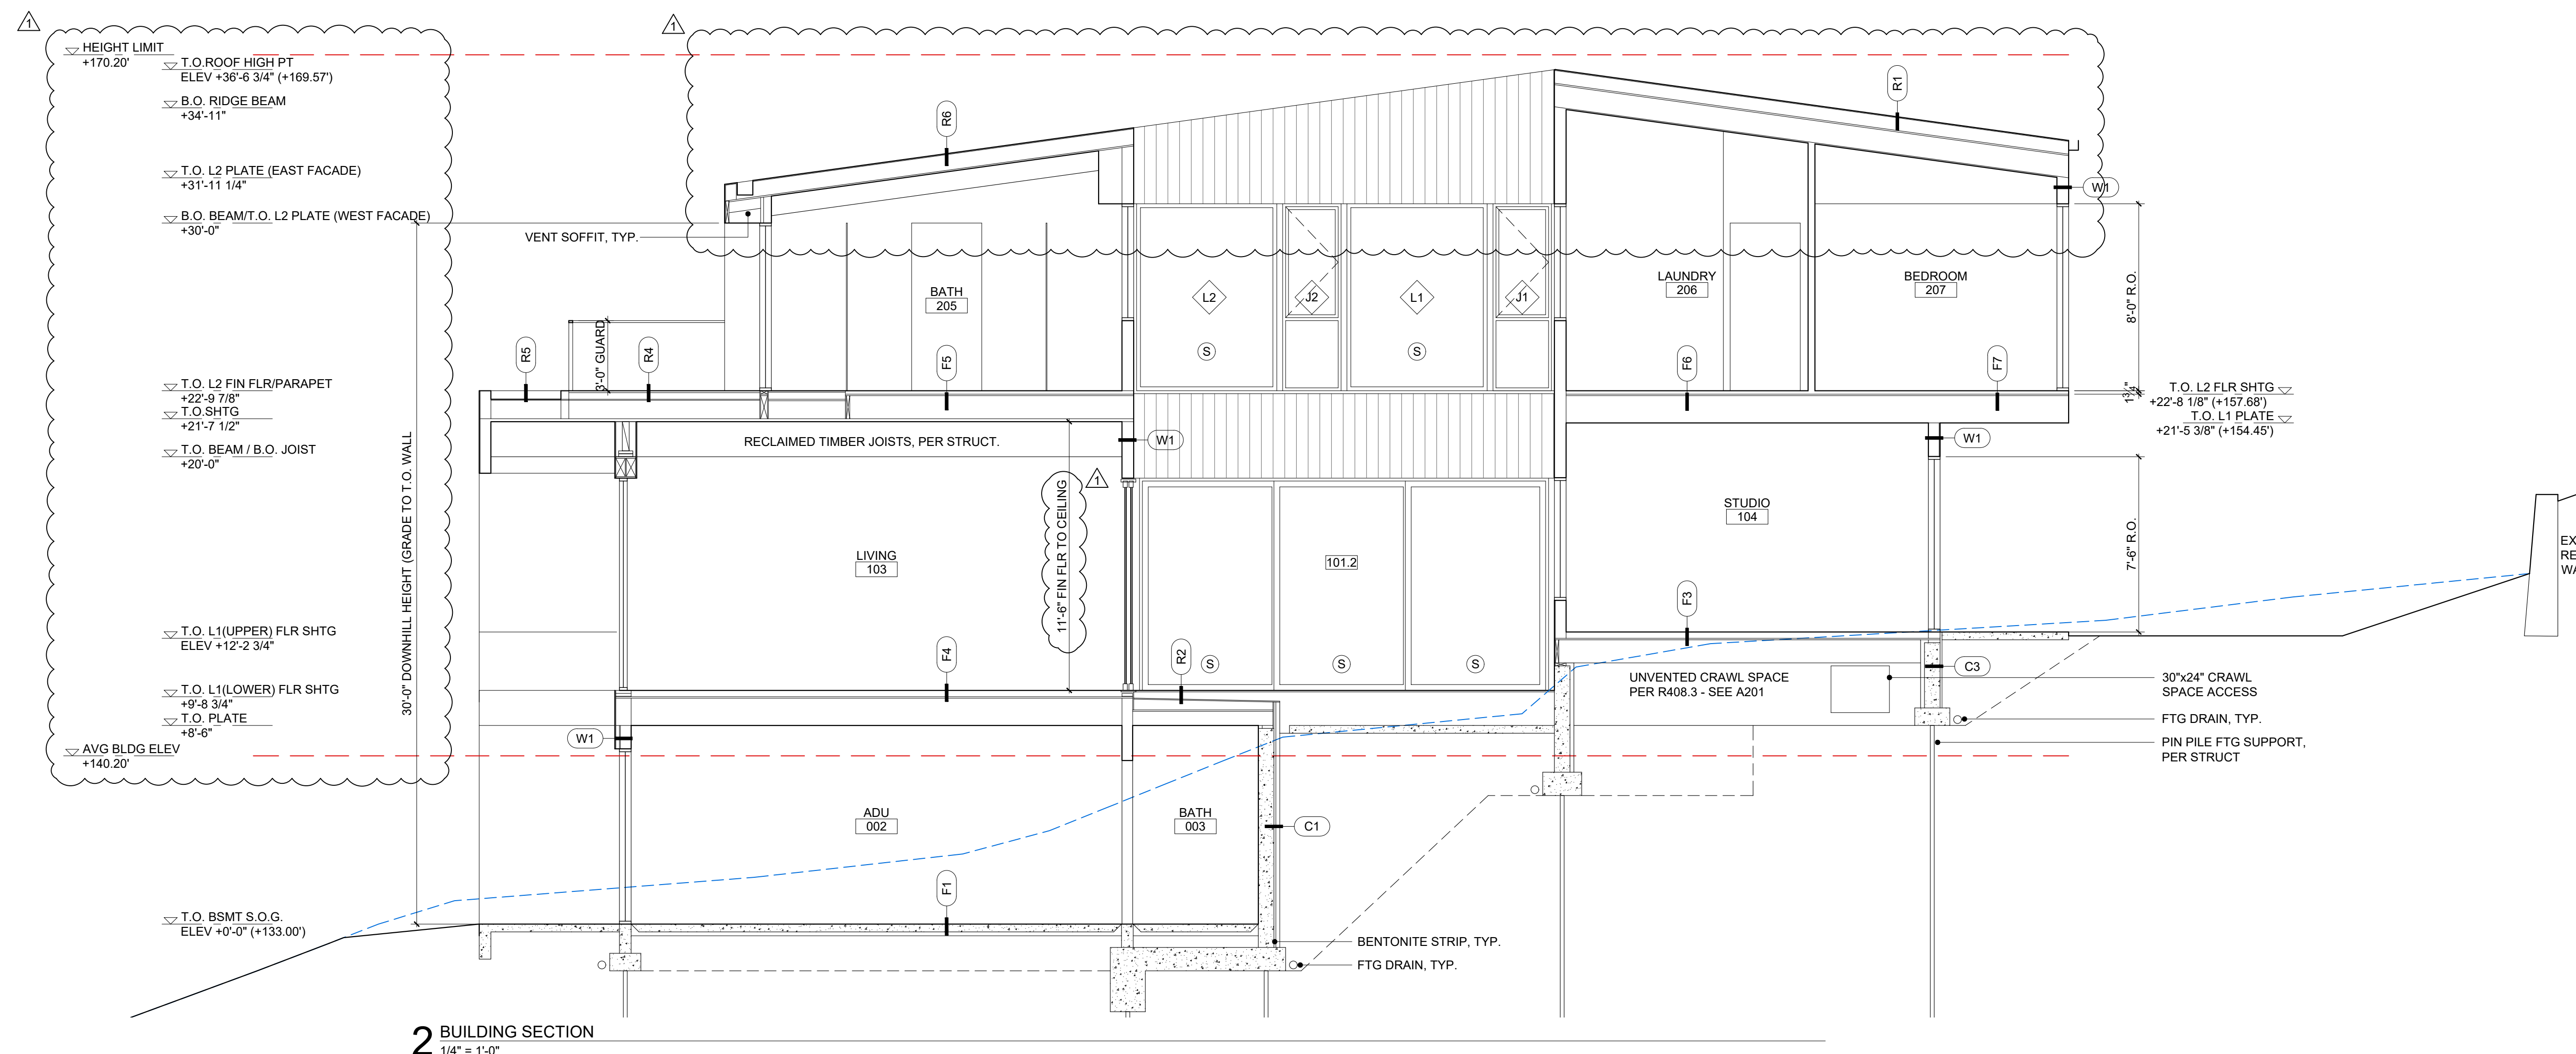 1
HEIGHT LIMIT
+170.20'
T.O.ROOF HIGH PT
ELEV +36'-6 3/4" (+169.57')
B.O. RIDGE BEAM
+34'-11"
T.O. L2 PLATE (EAST FACADE)
+31'-11 1/4"
B.O. BEAM/T.O. L2 PLATE (WEST FACADE)
+30'-0"
T.O. L2 FIN FLR/PARAPET
+22'-9 7/8"
T.O.SHTG
+21'-7 1/2"
T.O. BEAM / B.O. JOIST
+20'-0"
T.O. L1(UPPER) FLR SHTG
ELEV +12'-2 3/4"
T.O. L1(LOWER) FLR SHTG
+9'-8 3/4"
T.O. PLATE
+8'-6"
AVG BLDG ELEV
+140.20'
T.O. BSMT S.O.G.
ELEV +0'-0" (+133.00')
30'-0" DOWNHILL HEIGHT (GRADE TO T.O. WALL
1
R6
R1
W1
VENT SOFFIT, TYP.
BATH
205
L2
J2
L1
J1
S
S
LAUNDRY
206
BEDROOM
207
8'-0" R.O.
R5
R4
3'-0" GUARD
F5
F6
F7
1 3/4"
T.O. L2 FLR SHTG
+22'-8 1/8" (+157.68')
T.O. L1 PLATE
+21'-5 3/8" (+154.45')
RECLAIMED TIMBER JOISTS, PER STRUCT.
W1
W1
1
11'-6" FIN FLR TO CEILING
LIVING
103
101.2
STUDIO
104
7'-6" R.O.
EX
RE
WA
F4
R2
S
S
S
F3
UNVENTED CRAWL SPACE
PER R408.3 - SEE A201
C3
30"x24" CRAWL
SPACE ACCESS
FTG DRAIN, TYP.
PIN PILE FTG SUPPORT,
PER STRUCT
W1
ADU
002
BATH
003
C1
F1
BENTONITE STRIP, TYP.
FTG DRAIN, TYP.
2 BUILDING SECTION
1/4" = 1'-0"